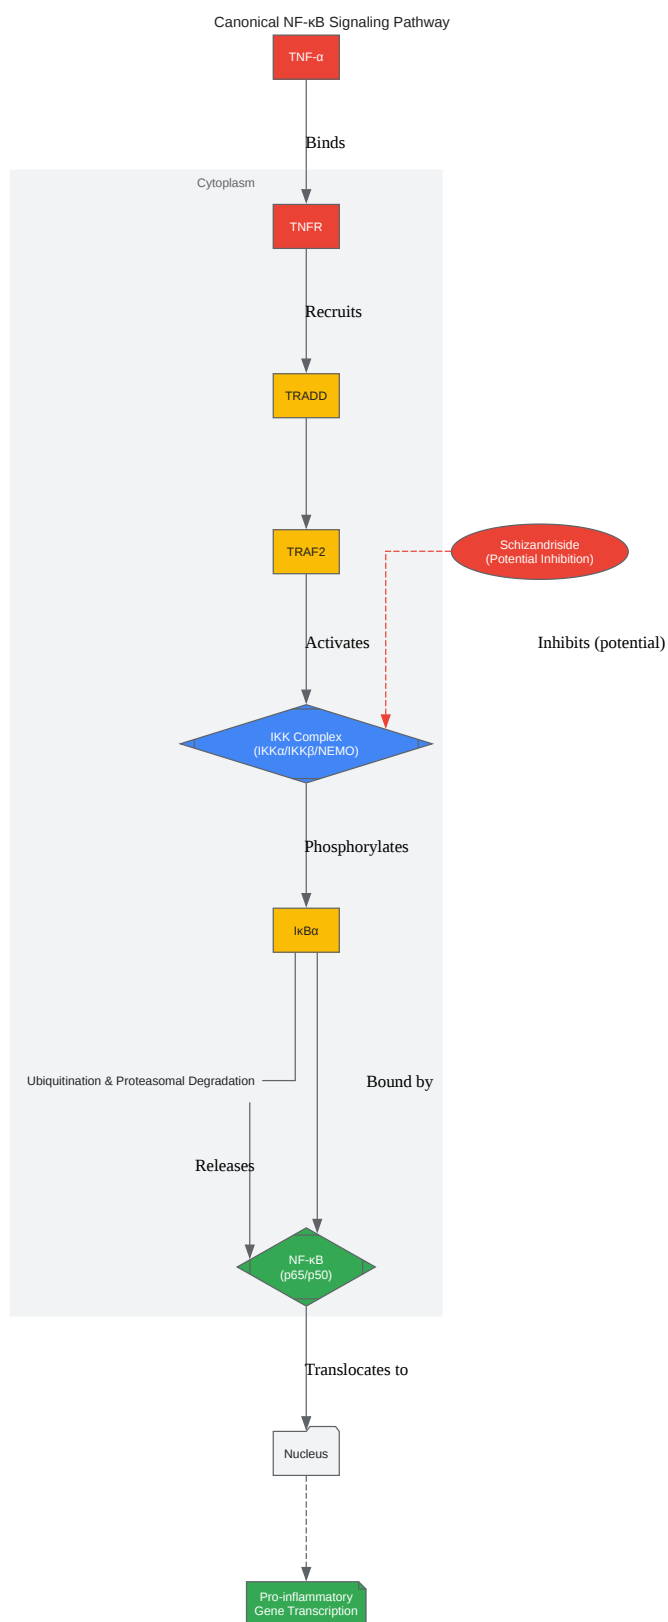 Canonical NF-κB Signaling Pathway
TNF-α
Binds
Cytoplasm
TNFR
Recruits
TRADD
TRAF2
Schizandriside
(Potential Inhibition)
Activates
Inhibits (potential)
IKK Complex
(IKKα/IKKβ/NEMO)
Phosphorylates
IκBα
Ubiquitination & Proteasomal Degradation
Bound by
Releases
NF-κB
(p65/p50)
Translocates to
Nucleus
Pro-inflammatory
Gene Transcription